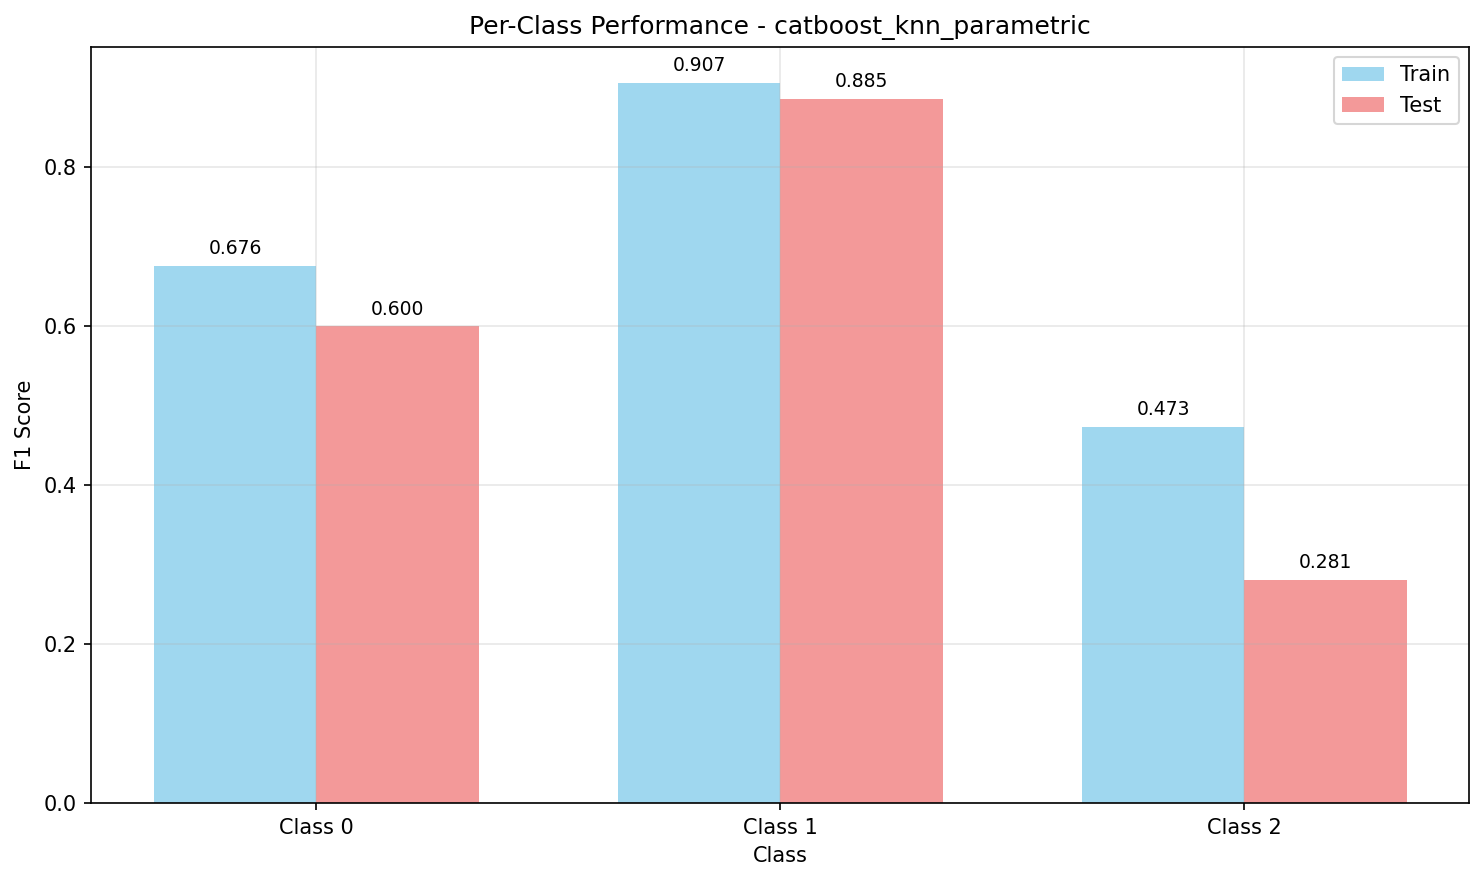 Per-Class Performance - catboost_knn_parametric
Train
Test
0.907
0.885
0.676
0.600
0.473
0.281
F1 Score
0.8
0.6
0.4
0.2
0.0
Class 0
Class 1
Class 2
Class